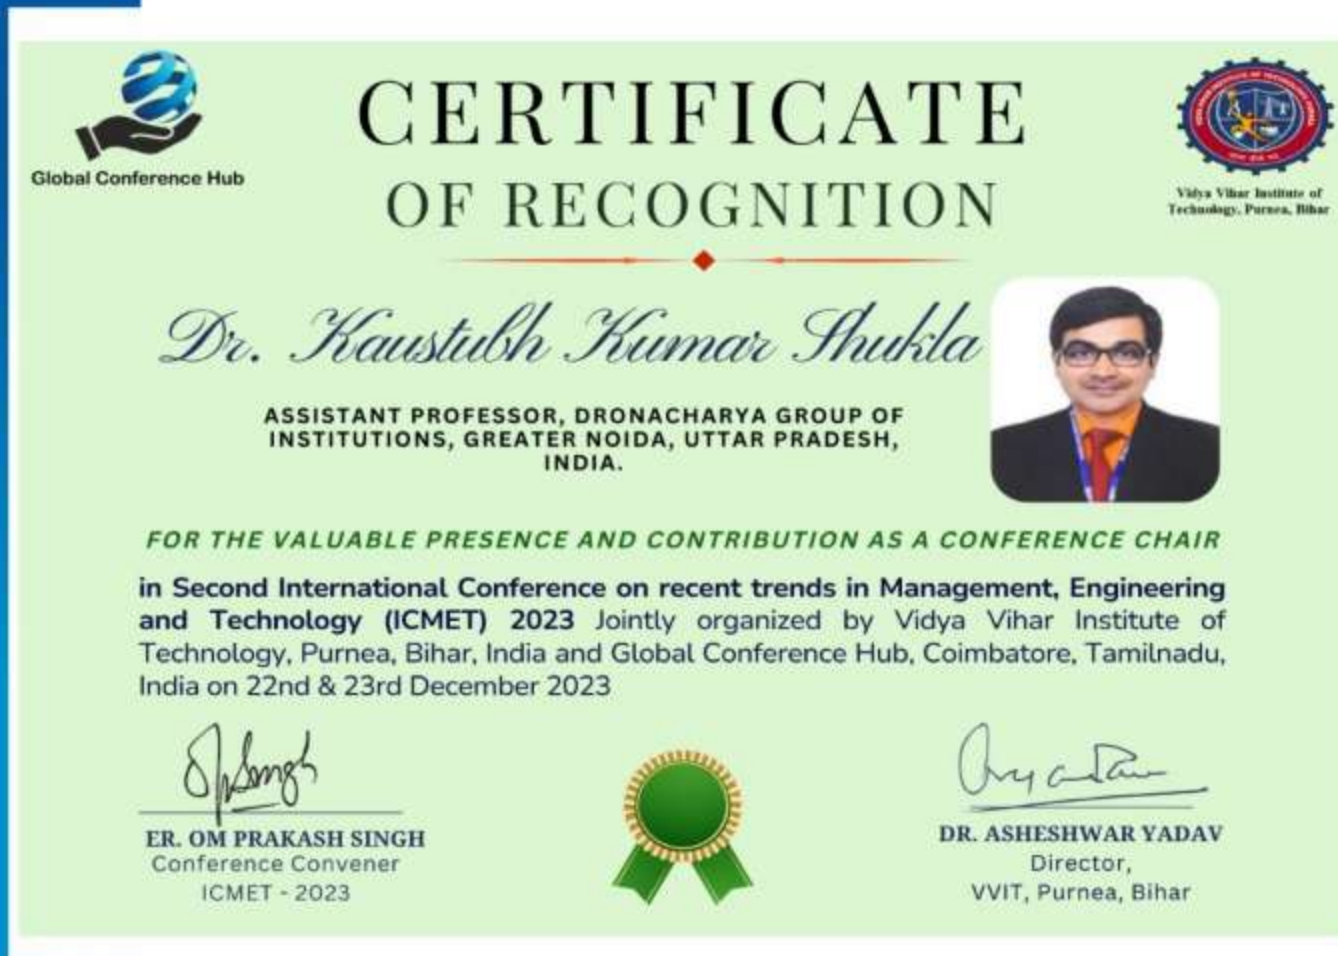 Global Conference Hub
CERTIFICATE
OF RECOGNITION
Vidya Vihar Institute of
Technology, Purnea, Bihar
Dr. Kaustubh Kumar Shukla
ASSISTANT PROFESSOR, DRONACHARYA GROUP OF
INSTITUTIONS, GREATER NOIDA, UTTAR PRADESH,
INDIA.
FOR THE VALUABLE PRESENCE AND CONTRIBUTION AS A CONFERENCE CHAIR
in Second International Conference on recent trends in Management, Engineering
and Technology (ICMET) 2023 Jointly organized by Vidya Vihar Institute of
Technology, Purnea, Bihar, India and Global Conference Hub, Coimbatore, Tamilnadu,
India on 22nd & 23rd December 2023
ER. OM PRAKASH SINGH
Conference Convener
ICMET - 2023
DR. ASHESHWAR YADAV
Director,
VVIT, Purnea, Bihar